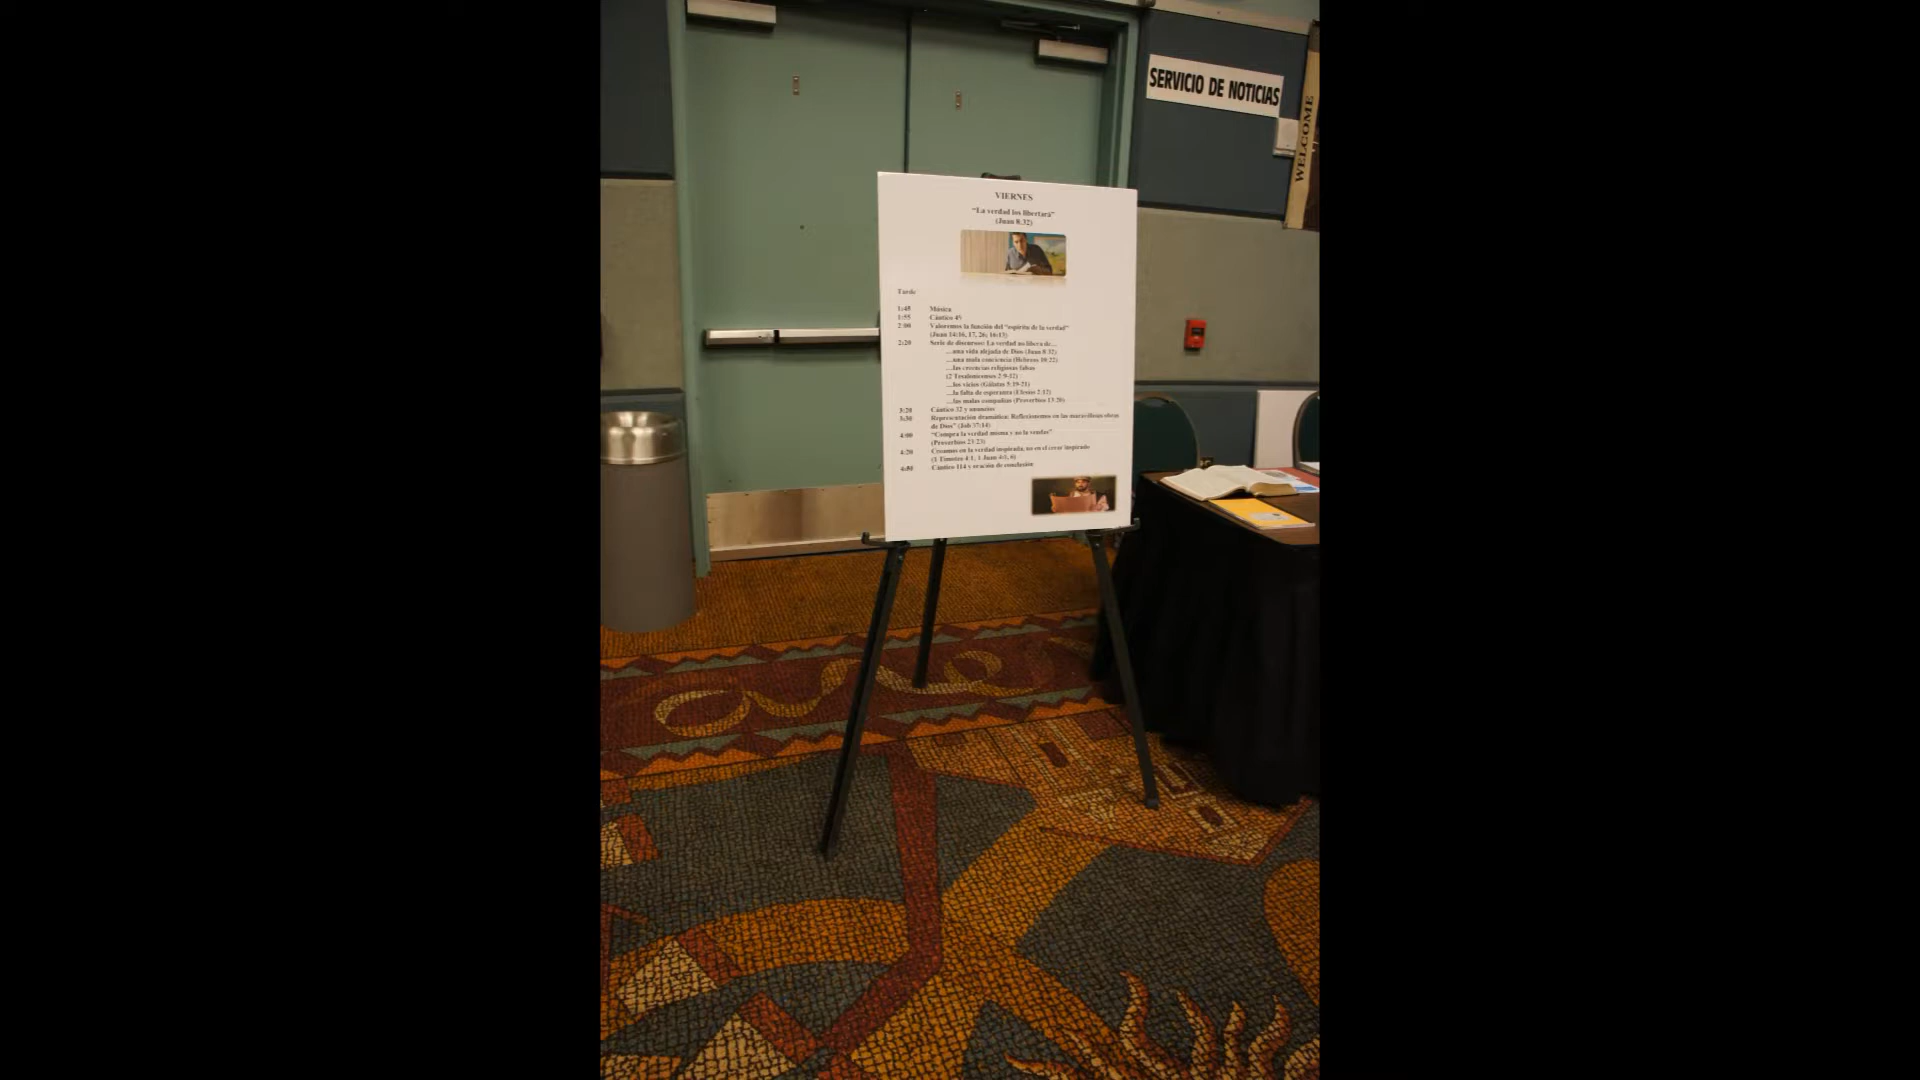 SERVICIO DE NOTICIAS
WELCOME
VIERNES
“La verdad los libertará”
(Juan 8:32)
Tarde
1:45 Música
1:55 Cántico 45
2:00 Valoremos la función del “espíritu de la verdad”
(Juan 14:16, 17, 26; 16:13)
2:20 Serie de discursos: La verdad no libera de...
...una vida alejada de Dios (Juan 8:32)
...una mala conciencia (Hebreos 10:22)
...las creencias religiosas falsas
(2 Tesalonicenses 2:9-12)
...los vicios (Gálatas 5:19-21)
...la falta de esperanza (Efesios 2:12)
...las malas compañías (Proverbios 13:20)
3:20 Cántico 32 y anuncios
3:30 Representación dramática: Reflexionemos en las maravillosas obras
de Dios” (Job 37:14)
4:00 “Compra la verdad misma y no la vendas”
(Proverbios 23:23)
4:20 Creamos en la verdad inspirada, no en el error inspirado
(1 Timoteo 4:1, 1 Juan 4:1, 6)
Cántico 114 y oración de conclusión